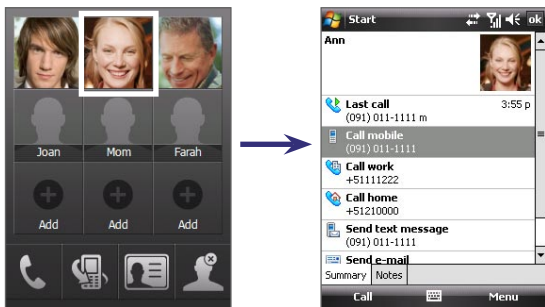 Joan Mom Farah
Add Add Add
Start ok
Ann
Last call 3:55 p
(091) 011-1111 m
Call mobile
(091) 011-1111
Call work
+51111222
Call home
+51210000
Send text message
(091) 011-1111
Send e-mail
Summary Notes
Call Menu